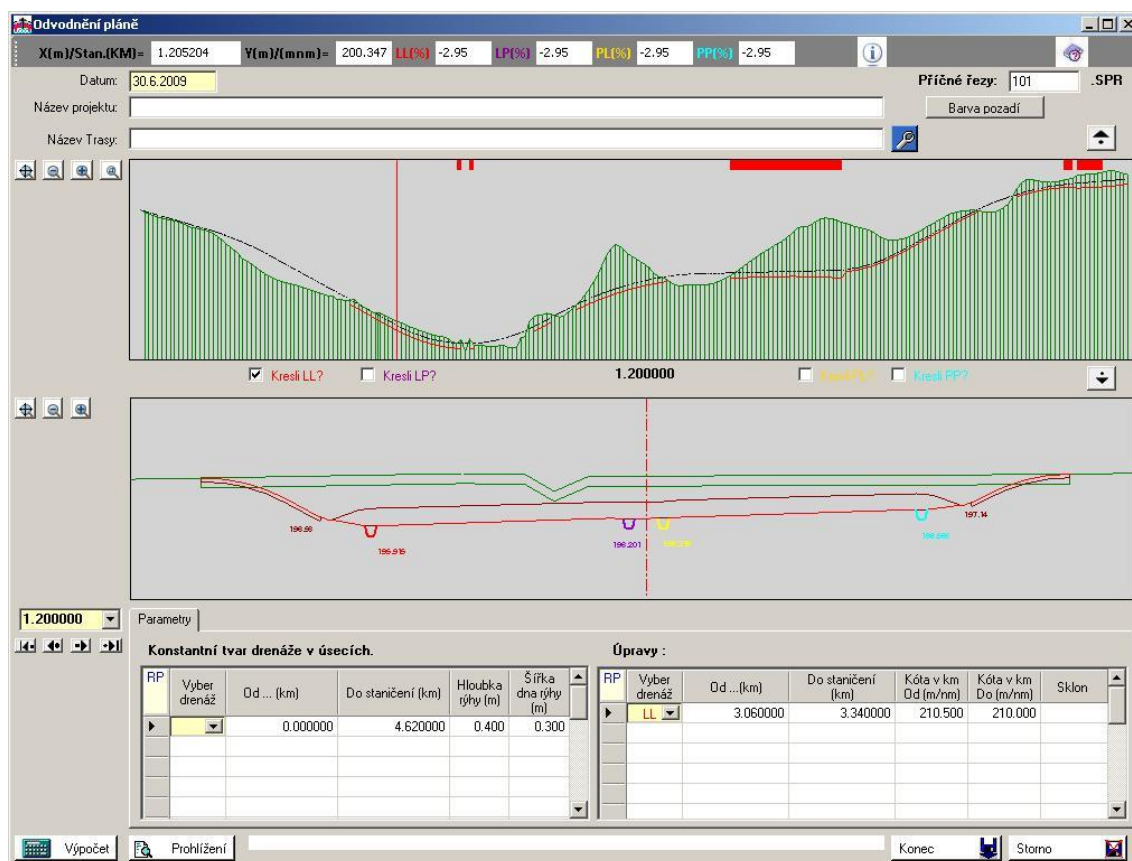 Odvodnění pláně
X(m)/Stan.(KM)= 1.205204 Y(m)/(mnm)= 200.347 LL(%) -2.95 LP(%) -2.95 PL(%) -2.95 PP(%) -2.95
Datum: 30.6.2009 Příčné řezy: 101 .SPR
Název projektu: Barva pozadí
Název Trasy:
Kresli LL? Kresli LP? 1.200000 Kresli PL? Kresli PP?
197.14
196.201
195.915
1.200000 Parametry
Konstantní tvar drenáže v úsecích. Úpravy :
RP Vyber drenáž Od ... (km) Do staničení (km) Hloubka rýhy (m) Šířka dna rýhy (m)
0.000000 4.620000 0.400 0.300
RP Vyber drenáž Od ...(km) Do staničení (km) Kóta v km Od (m/nm) Kóta v km Do (m/nm) Sklon
LL 3.060000 3.340000 210.500 210.000
Výpočet Prohlížení Konec Storno